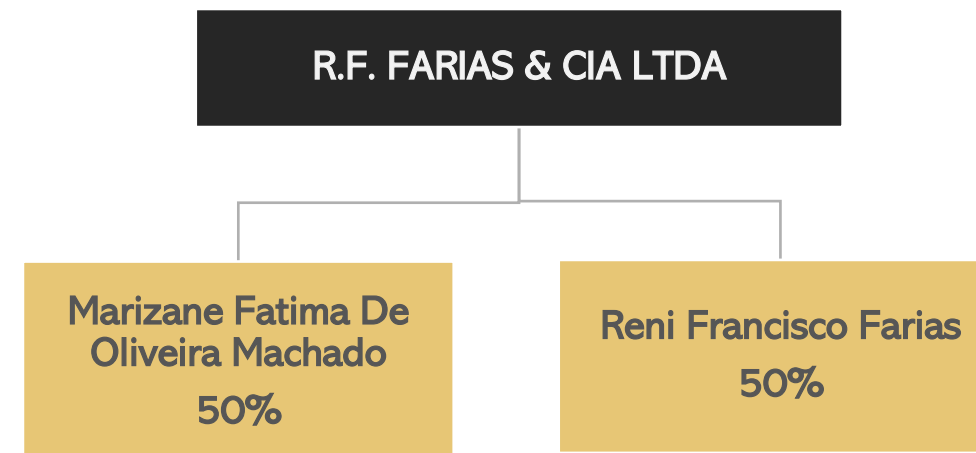 R.F. FARIAS & CIA LTDA
Marizane Fatima De
Oliveira Machado
50%
Reni Francisco Farias
50%